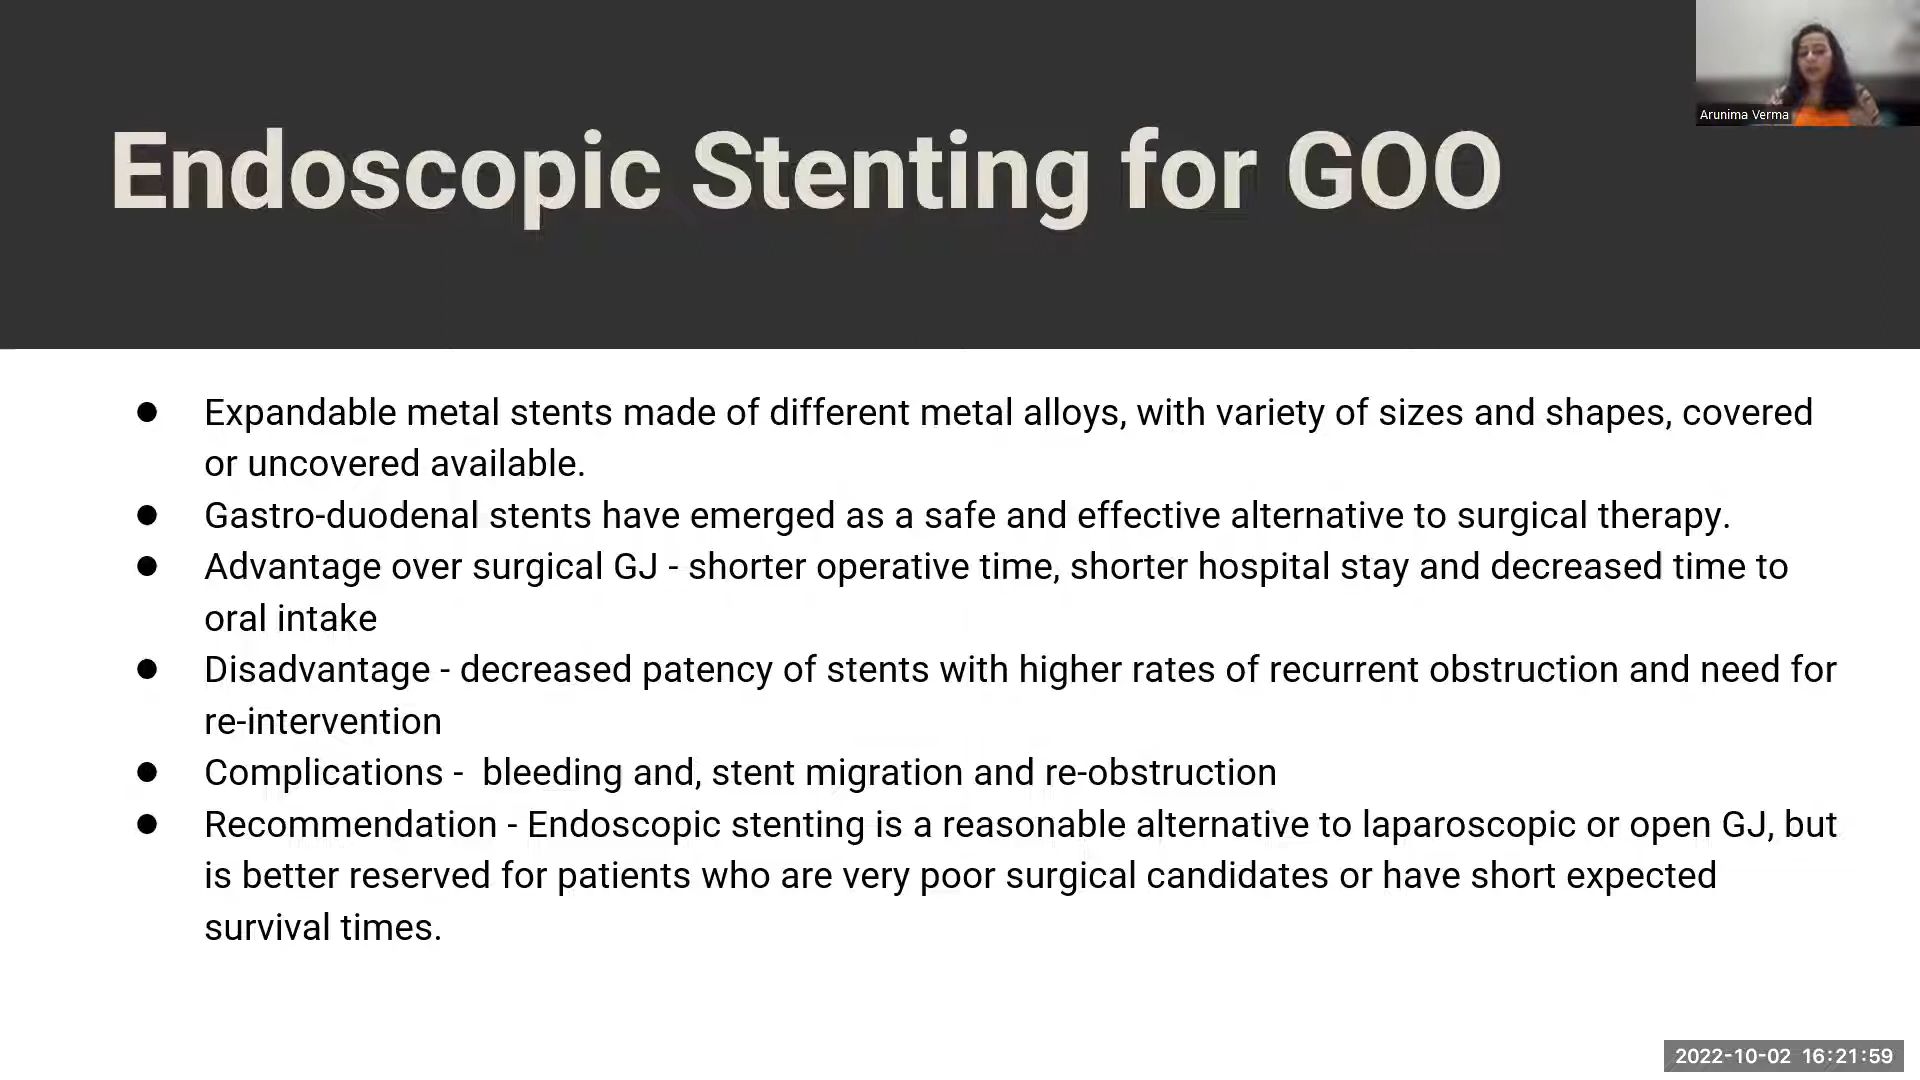 Arunima Verma
Endoscopic Stenting for GOO
● Expandable metal stents made of different metal alloys, with variety of sizes and shapes, covered
or uncovered available.
● Gastro-duodenal stents have emerged as a safe and effective alternative to surgical therapy.
● Advantage over surgical GJ - shorter operative time, shorter hospital stay and decreased time to
oral intake
● Disadvantage - decreased patency of stents with higher rates of recurrent obstruction and need for
re-intervention
● Complications -  bleeding and, stent migration and re-obstruction
● Recommendation - Endoscopic stenting is a reasonable alternative to laparoscopic or open GJ, but
is better reserved for patients who are very poor surgical candidates or have short expected
survival times.
2022-10-02 16:21:59